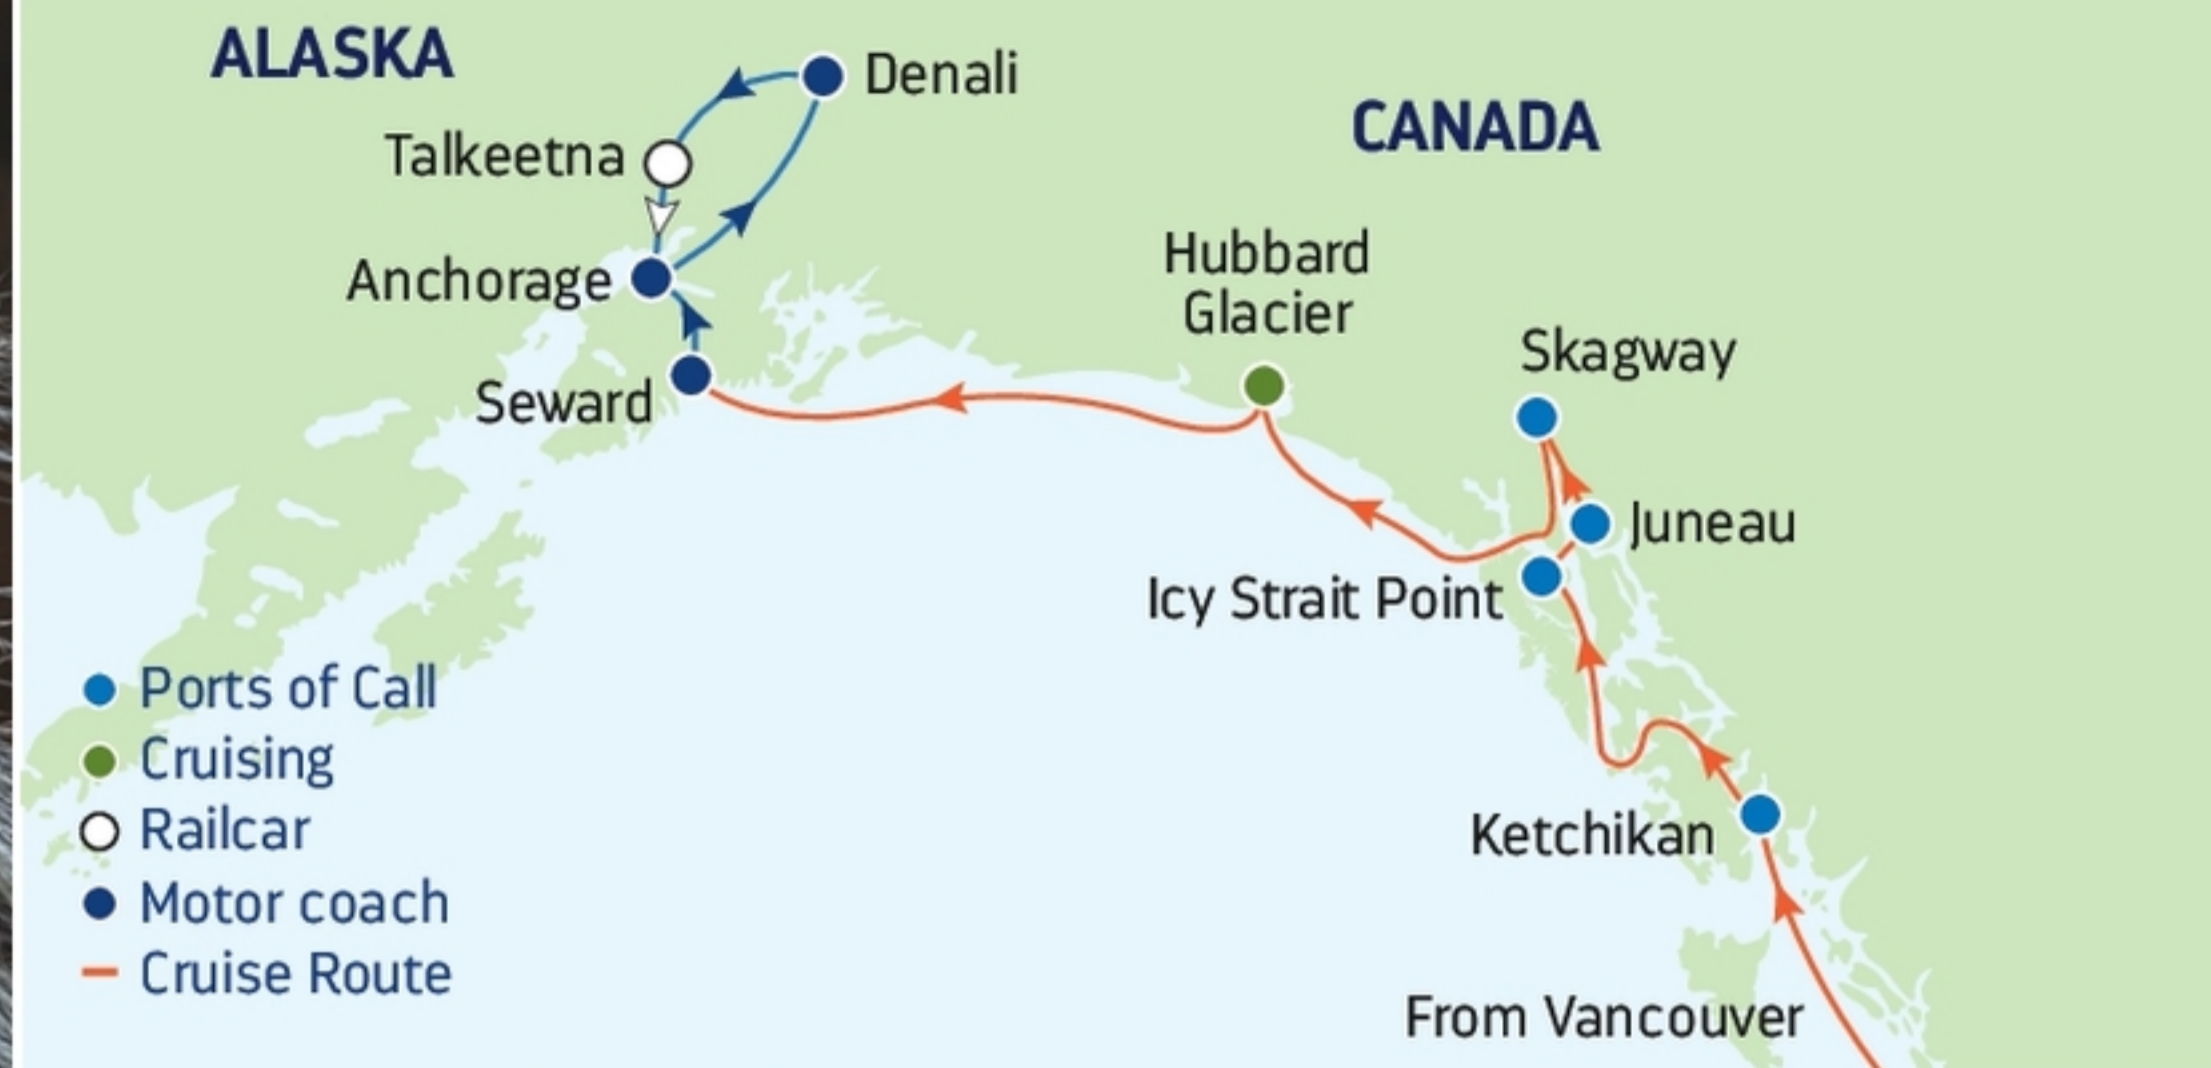 ALASKA
Denali
CANADA
Talkeetna
Hubbard
Glacier
Anchorage
Skagway
Seward
Juneau
Icy Strait Point
Ports of Call
Cruising
Railcar
Ketchikan
Motor coach
Cruise Route
From Vancouver